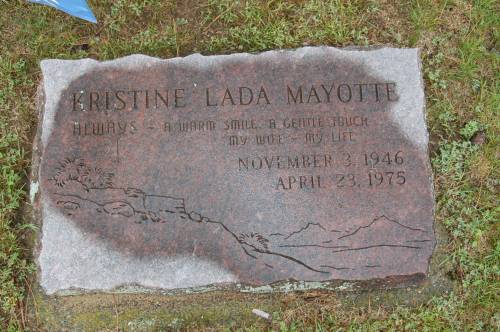 KRISTINE LADA MAYOTTE
ALWAYS - A WARM SMILE, A GENTLE TOUCH
MY WIFE - MY LIFE
NOVEMBER 3, 1946
APRIL 23, 1975